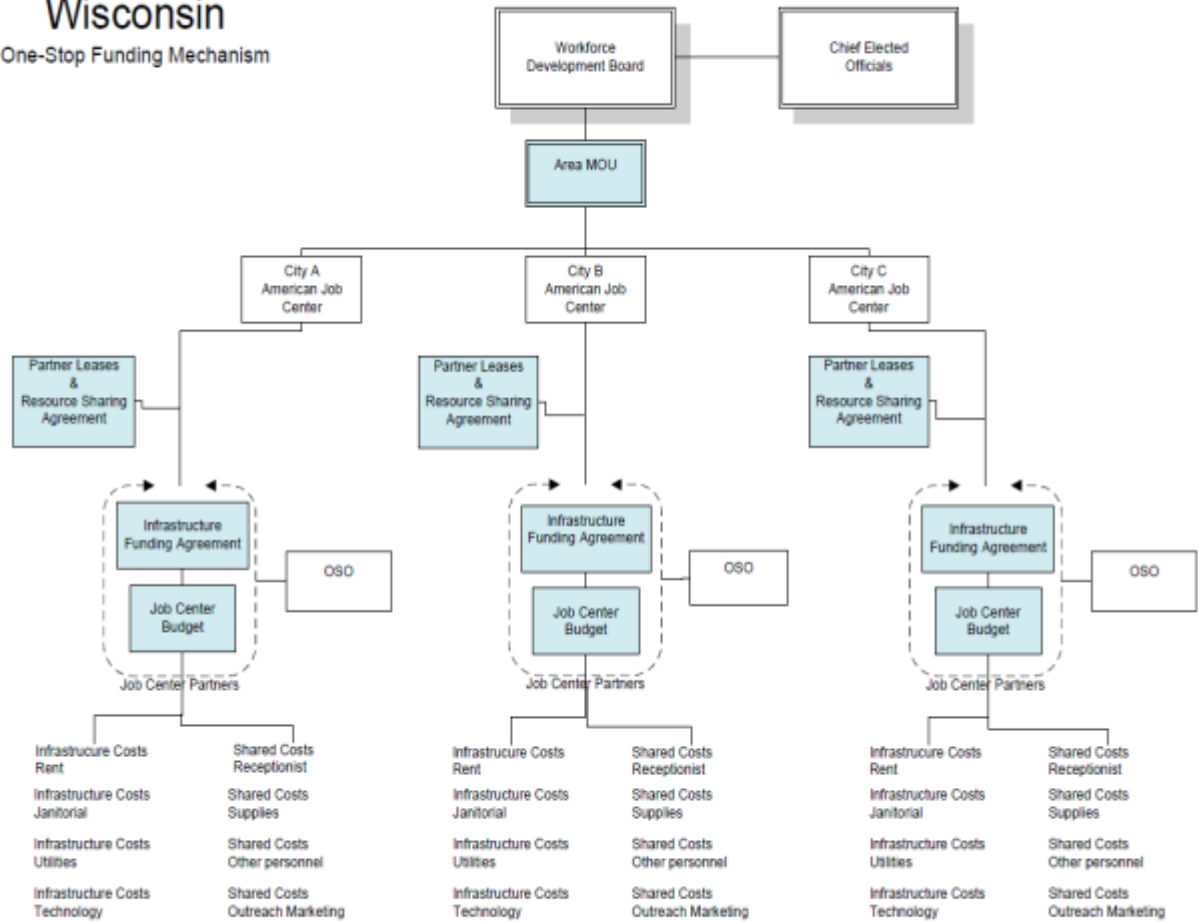 Wisconsin
One-Stop Funding Mechanism
Workforce
Development Board
Chief Elected
Officials
Area MOU
City A
American Job
Center
City B
American Job
Center
City C
American Job
Center
Partner Leases
&
Resource Sharing
Agreement
Partner Leases
&
Resource Sharing
Agreement
Partner Leases
&
Resource Sharing
Agreement
Infrastructure
Funding Agreement
OSO
Job Center
Budget
Job Center Partners
Infrastructure
Funding Agreement
OSO
Job Center
Budget
Job Center Partners
Infrastructure
Funding Agreement
OSO
Job Center
Budget
Job Center Partners
Infrastrucure Costs
Rent
Infrastructure Costs
Janitorial
Infrastructure Costs
Utilities
Infrastructure Costs
Technology
Shared Costs
Receptionist
Shared Costs
Supplies
Shared Costs
Other personnel
Shared Costs
Outreach Marketing
Infrastrucure Costs
Rent
Infrastructure Costs
Janitorial
Infrastructure Costs
Utilities
Infrastructure Costs
Technology
Shared Costs
Receptionist
Shared Costs
Supplies
Shared Costs
Other personnel
Shared Costs
Outreach Marketing
Infrastrucure Costs
Rent
Infrastructure Costs
Janitorial
Infrastructure Costs
Utilities
Infrastructure Costs
Technology
Shared Costs
Receptionist
Shared Costs
Supplies
Shared Costs
Other personnel
Shared Costs
Outreach Marketing